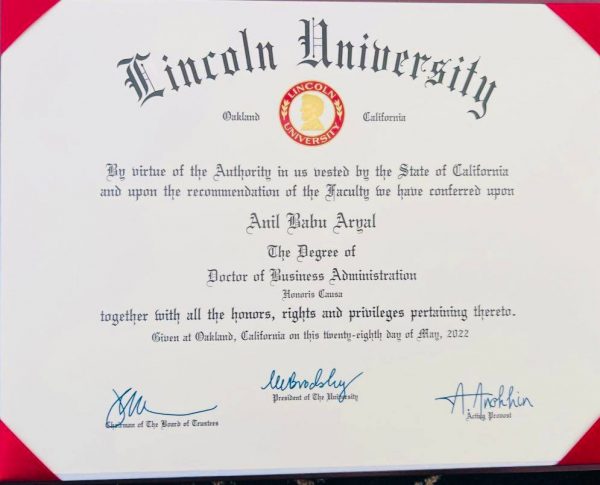 Lincoln University
Oakland
LINCOLN UNIVERSITY
California
By virtue of the Authority in us vested by the State of California
and upon the recommendation of the Faculty we have conferred upon
Anil Babu Aryal
The Degree of
Doctor of Business Administration
Honoris Causa
together with all the honors, rights and privileges pertaining thereto.
Given at Oakland, California on this twenty-eighth day of May, 2022
MBrodsky
President of The University
Chairman of The Board of Trustees
A Anokhin
Acting Provost